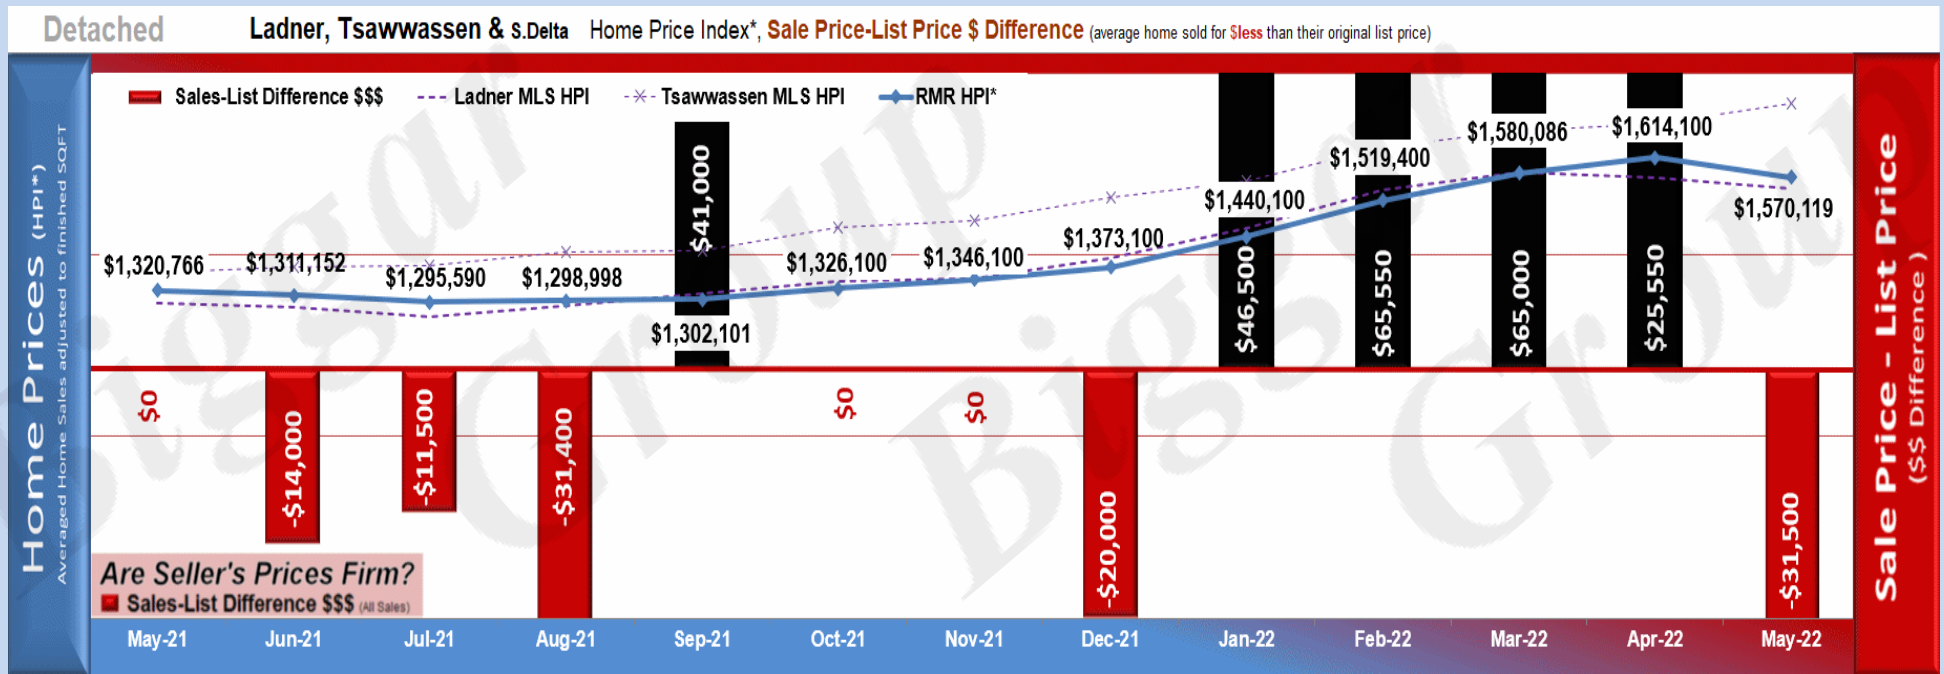 Detached
Ladner, Tsawwassen & S.Delta Home Price Index*, Sale Price-List Price $ Difference (average home sold for $less than their original list price)
Home Prices (HPI*)
Averaged Home Sales adjusted to finished SQFT
Sales-List Difference $$$ Ladner MLS HPI Tsawwassen MLS HPI RMR HPI*
$1,320,766
$1,311,152
$1,295,590
$1,298,998
$1,302,101
$1,326,100
$1,346,100
$1,373,100
$1,440,100
$1,519,400
$1,580,086
$1,614,100
$1,570,119
$0
-$14,000
-$11,500
-$31,400
$41,000
$0
$0
-$20,000
$46,500
$65,550
$65,000
$25,550
-$31,500
Are Seller's Prices Firm?
Sales-List Difference $$$ (All Sales)
May-21 Jun-21 Jul-21 Aug-21 Sep-21 Oct-21 Nov-21 Dec-21 Jan-22 Feb-22 Mar-22 Apr-22 May-22
Sale Price - List Price
($$ Difference )
Biggar Group
Biggar Group